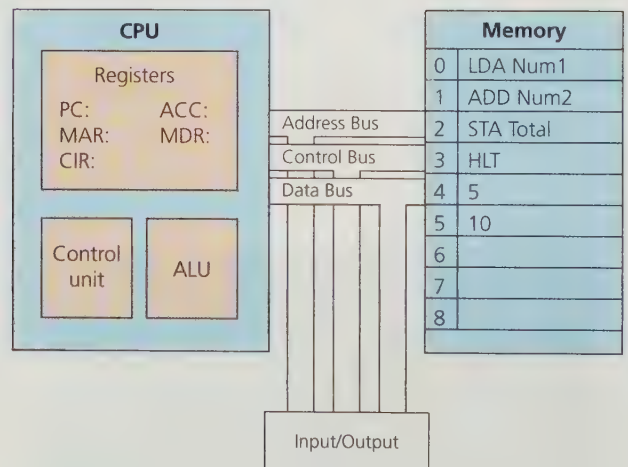 CPU
Registers
PC: ACC:
MAR: MDR:
CIR:
Control
unit
ALU
Address Bus
Control Bus
Data Bus
Memory
0 LDA Num1
1 ADD Num2
2 STA Total
3 HLT
4 5
5 10
6
7
8
Input/Output